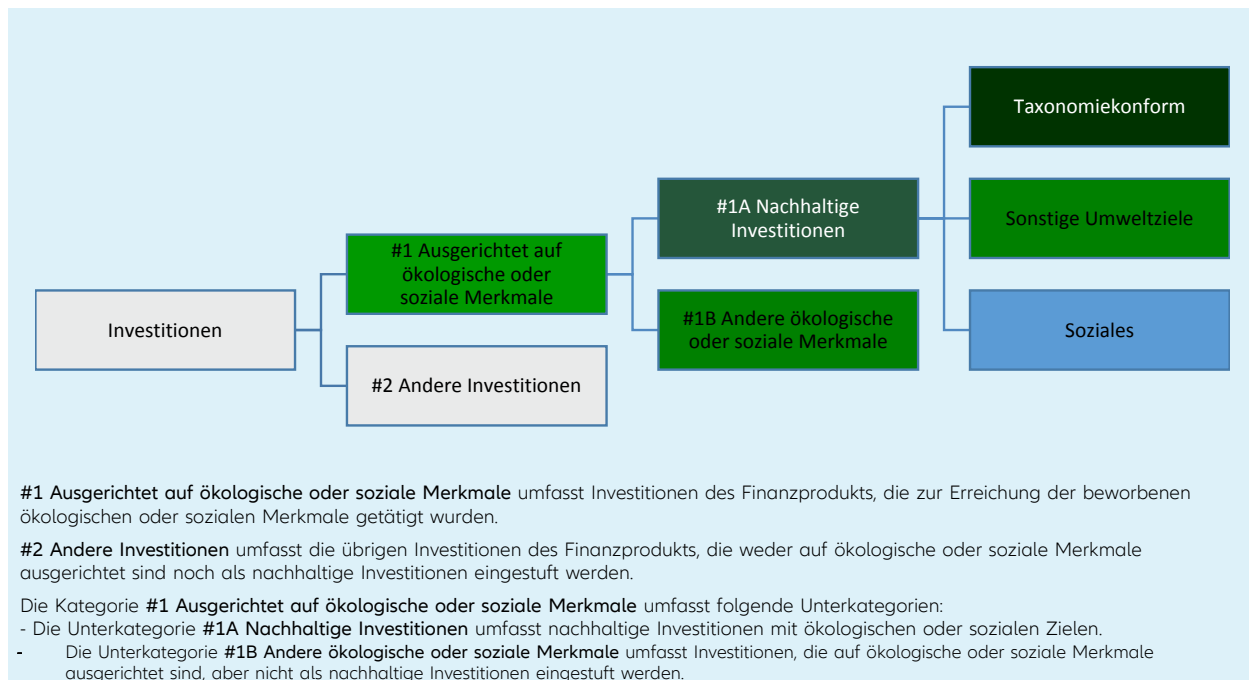 Taxonomiekonform
#1A Nachhaltige
Investitionen
Sonstige Umweltziele
#1 Ausgerichtet auf
ökologische oder
soziale Merkmale
Investitionen
#1B Andere ökologische
oder soziale Merkmale
Soziales
#2 Andere Investitionen
#1 Ausgerichtet auf ökologische oder soziale Merkmale umfasst Investitionen des Finanzprodukts, die zur Erreichung der beworbenen
ökologischen oder sozialen Merkmale getätigt wurden.
#2 Andere Investitionen umfasst die übrigen Investitionen des Finanzprodukts, die weder auf ökologische oder soziale Merkmale
ausgerichtet sind noch als nachhaltige Investitionen eingestuft werden.
Die Kategorie #1 Ausgerichtet auf ökologische oder soziale Merkmale umfasst folgende Unterkategorien:
- Die Unterkategorie #1A Nachhaltige Investitionen umfasst nachhaltige Investitionen mit ökologischen oder sozialen Zielen.
- Die Unterkategorie #1B Andere ökologische oder soziale Merkmale umfasst Investitionen, die auf ökologische oder soziale Merkmale
ausgerichtet sind, aber nicht als nachhaltige Investitionen eingestuft werden.